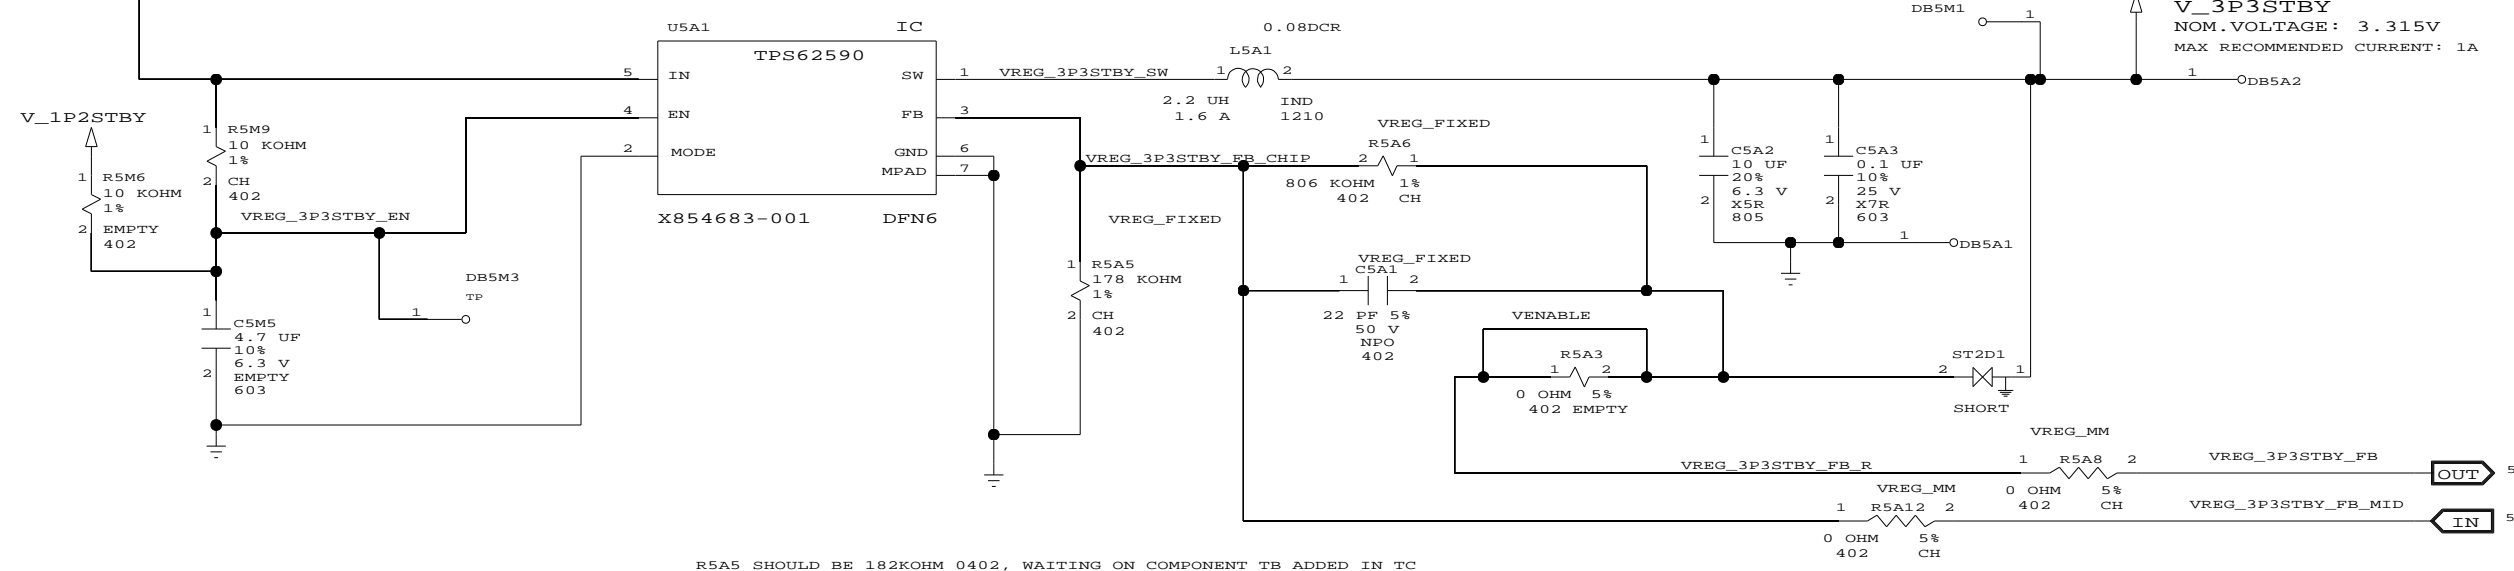 DB5M1
1
V_3P3STBY
NOM.VOLTAGE: 3.315V
MAX RECOMMENDED CURRENT: 1A
U5A1
IC
0.08DCR
L5A1
TPS62590
5
IN
SW
1
VREG_3P3STBY_SW
1
2
1
DB5A2
2.2 UH
IND
1.6 A
1210
4
EN
FB
3
V_1P2STBY
VREG_FIXED
1
R5M9
10 KOHM
1%
2
CH
402
R5A6
2
MODE
GND
6
MPAD
7
VREG_3P3STBY_FB_CHIP
2
1
806 KOHM
1%
402
CH
1
C5A2
10 UF
20%
6.3 V
2
X5R
805
1
C5A3
0.1 UF
10%
25 V
2
X7R
603
1
R5M6
10 KOHM
1%
2
EMPTY
402
VREG_3P3STBY_EN
X854683-001
DFN6
VREG_FIXED
1
DB5A1
VREG_FIXED
C5A1
1
2
1
R5A5
178 KOHM
1%
2
CH
402
DB5M3
TP
1
1
C5M5
4.7 UF
10%
6.3 V
2
EMPTY
603
22 PF 5%
50 V
NPO
402
VENABLE
R5A3
1
2
0 OHM
5%
402 EMPTY
ST2D1
2
1
SHORT
VREG_MM
VREG_3P3STBY_FB_R
1
R5A8
2
VREG_3P3STBY_FB
OUT
5
0 OHM
5%
402
CH
VREG_MM
1
R5A12
2
VREG_3P3STBY_FB_MID
IN
5
0 OHM
5%
402
CH
R5A5 SHOULD BE 182KOHM 0402, WAITING ON COMPONENT TB ADDED IN TC